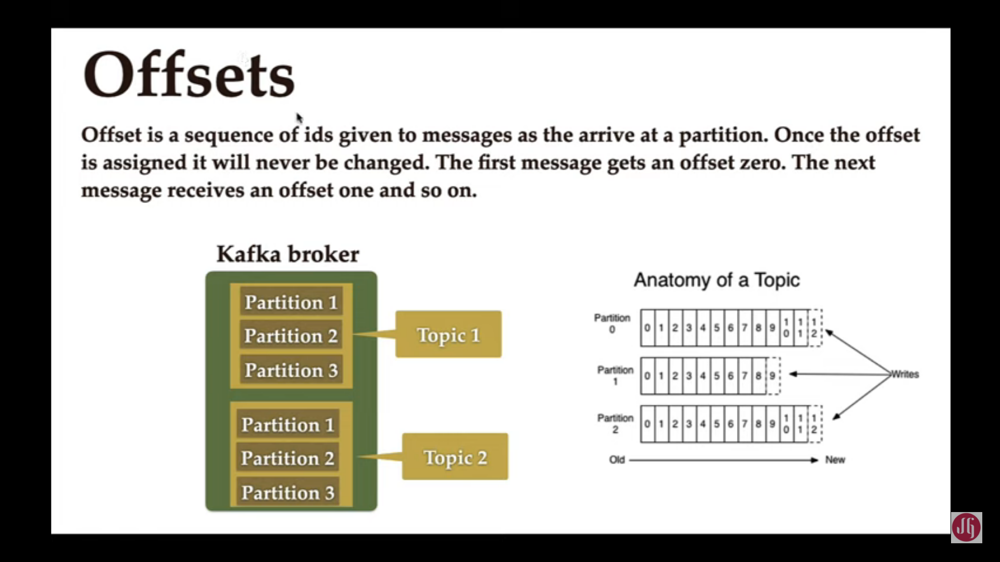 Offsets
Offset is a sequence of ids given to messages as the arrive at a partition. Once the offset
is assigned it will never be changed. The first message gets an offset zero. The next
message receives an offset one and so on.
Kafka broker
Partition 1
Partition 2
Partition 3
Topic 1
Partition 1
Partition 2
Partition 3
Topic 2
Anatomy of a Topic
Partition
0
0 1 2 3 4 5 6 7 8 9 10 11 12
Partition
1
0 1 2 3 4 5 6 7 8 9
Partition
2
0 1 2 3 4 5 6 7 8 9 10 11 12
Writes
Old
New